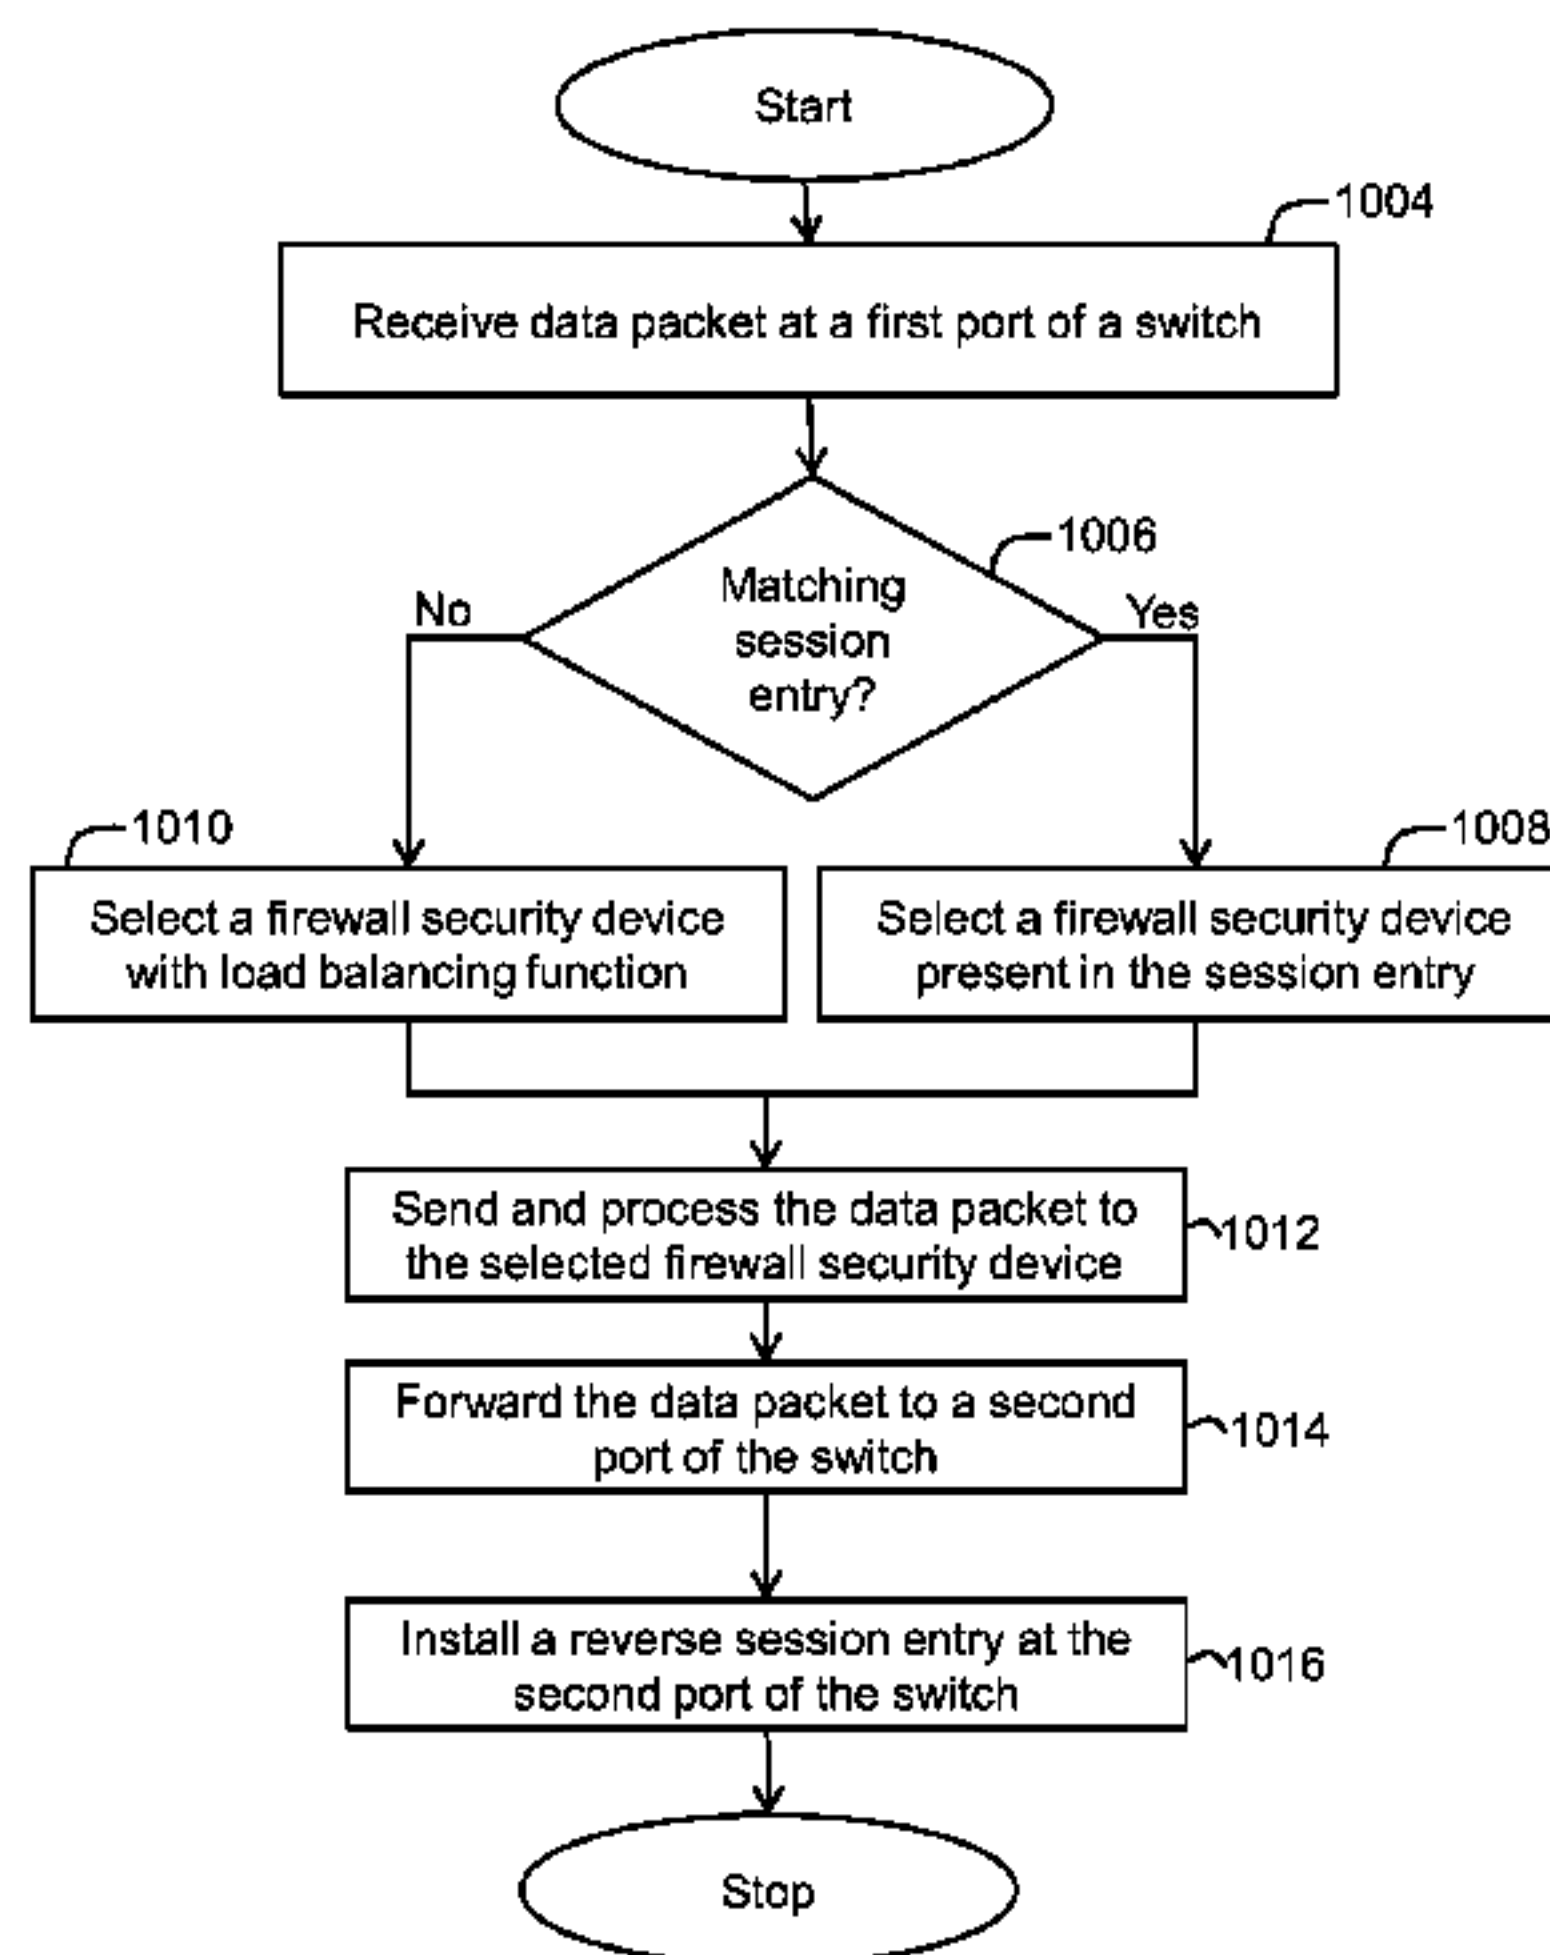 Start
1004
Receive data packet at a first port of a switch
1006
Matching
session
entry?
No
Yes
1010
1008
Select a firewall security device
with load balancing function
Select a firewall security device
present in the session entry
Send and process the data packet to
the selected firewall security device
1012
Forward the data packet to a second
port of the switch
1014
Install a reverse session entry at the
second port of the switch
1016
Stop